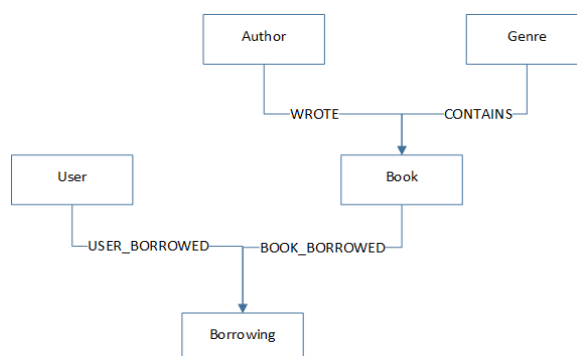 Author
Genre
WROTE
CONTAINS
User
Book
USER_BORROWED
BOOK_BORROWED
Borrowing